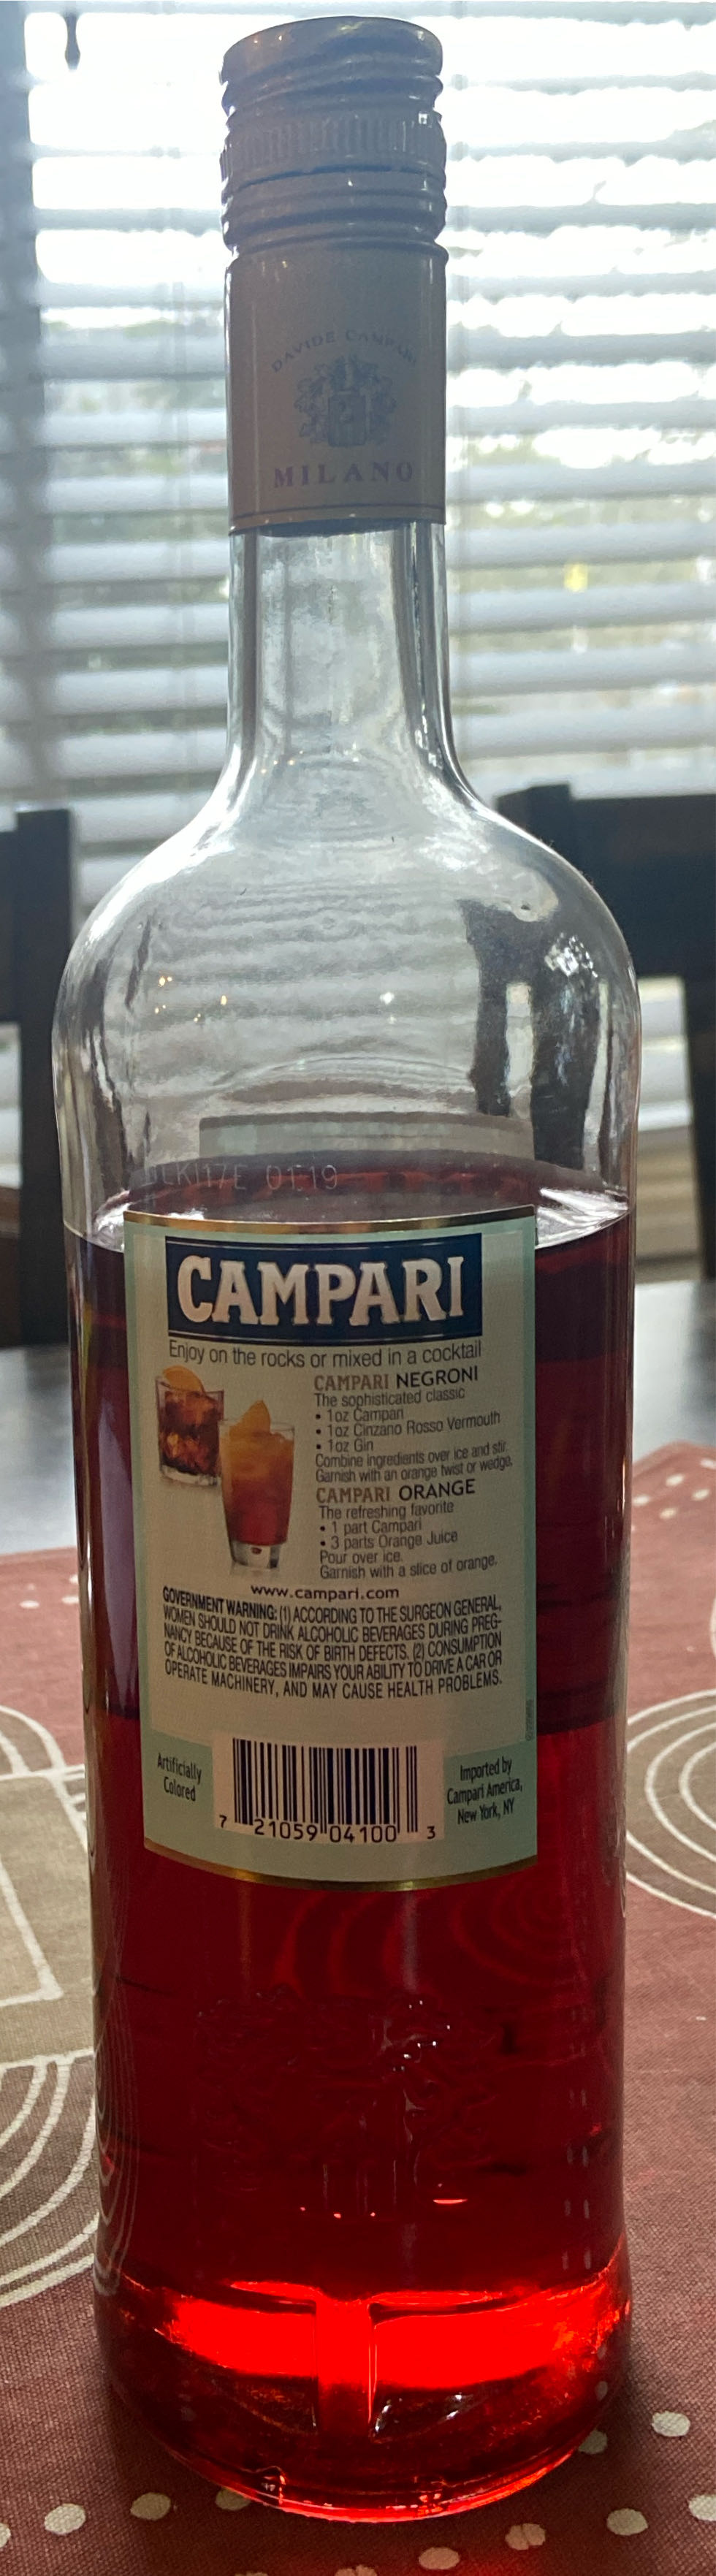 DAVIDE CAMPARI
MILANO
LK117E 01:19
CAMPARI
Enjoy on the rocks or mixed in a cocktail
CAMPARI NEGRONI
The sophisticated classic
• 1oz Campari
• 1oz Cinzano Rosso Vermouth
• 1oz Gin
Combine ingredients over ice and stir.
Garnish with an orange twist or wedge.
CAMPARI ORANGE
The refreshing favorite
• 1 part Campari
• 3 parts Orange Juice
Pour over ice.
Garnish with a slice of orange.
www.campari.com
GOVERNMENT WARNING: (1) ACCORDING TO THE SURGEON GENERAL,
WOMEN SHOULD NOT DRINK ALCOHOLIC BEVERAGES DURING PREG-
NANCY BECAUSE OF THE RISK OF BIRTH DEFECTS. (2) CONSUMPTION
OF ALCOHOLIC BEVERAGES IMPAIRS YOUR ABILITY TO DRIVE A CAR OR
OPERATE MACHINERY, AND MAY CAUSE HEALTH PROBLEMS.
Artificially
Colored
7 21059 04100 3
Imported by
Campari America,
New York, NY